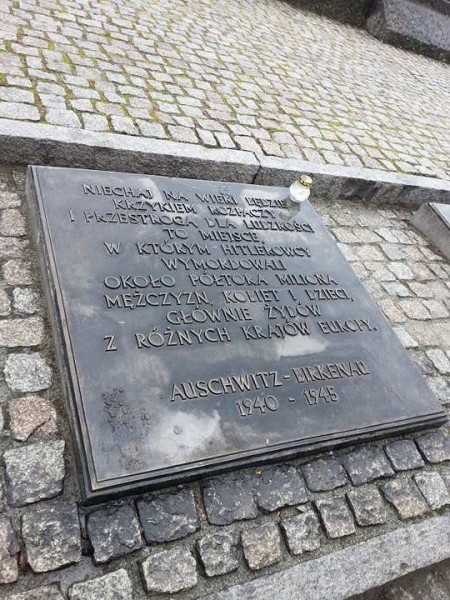 NIECHAJ NA WIEKI BĘDZIE
KRZYKIEM ROZPACZY
I PRZESTROGĄ DLA LUDZKOŚCI
TO MIEJSCE,
W KTÓRYM HITLEROWCY
WYMORDOWALI
OKOŁO PÓŁTORA MILIONA
MĘŻCZYZN, KOBIET I DZIECI,
GŁÓWNIE ŻYDÓW
Z RÓŻNYCH KRAJÓW EUROPY.
AUSCHWITZ - BIRKENAU
1940 - 1945